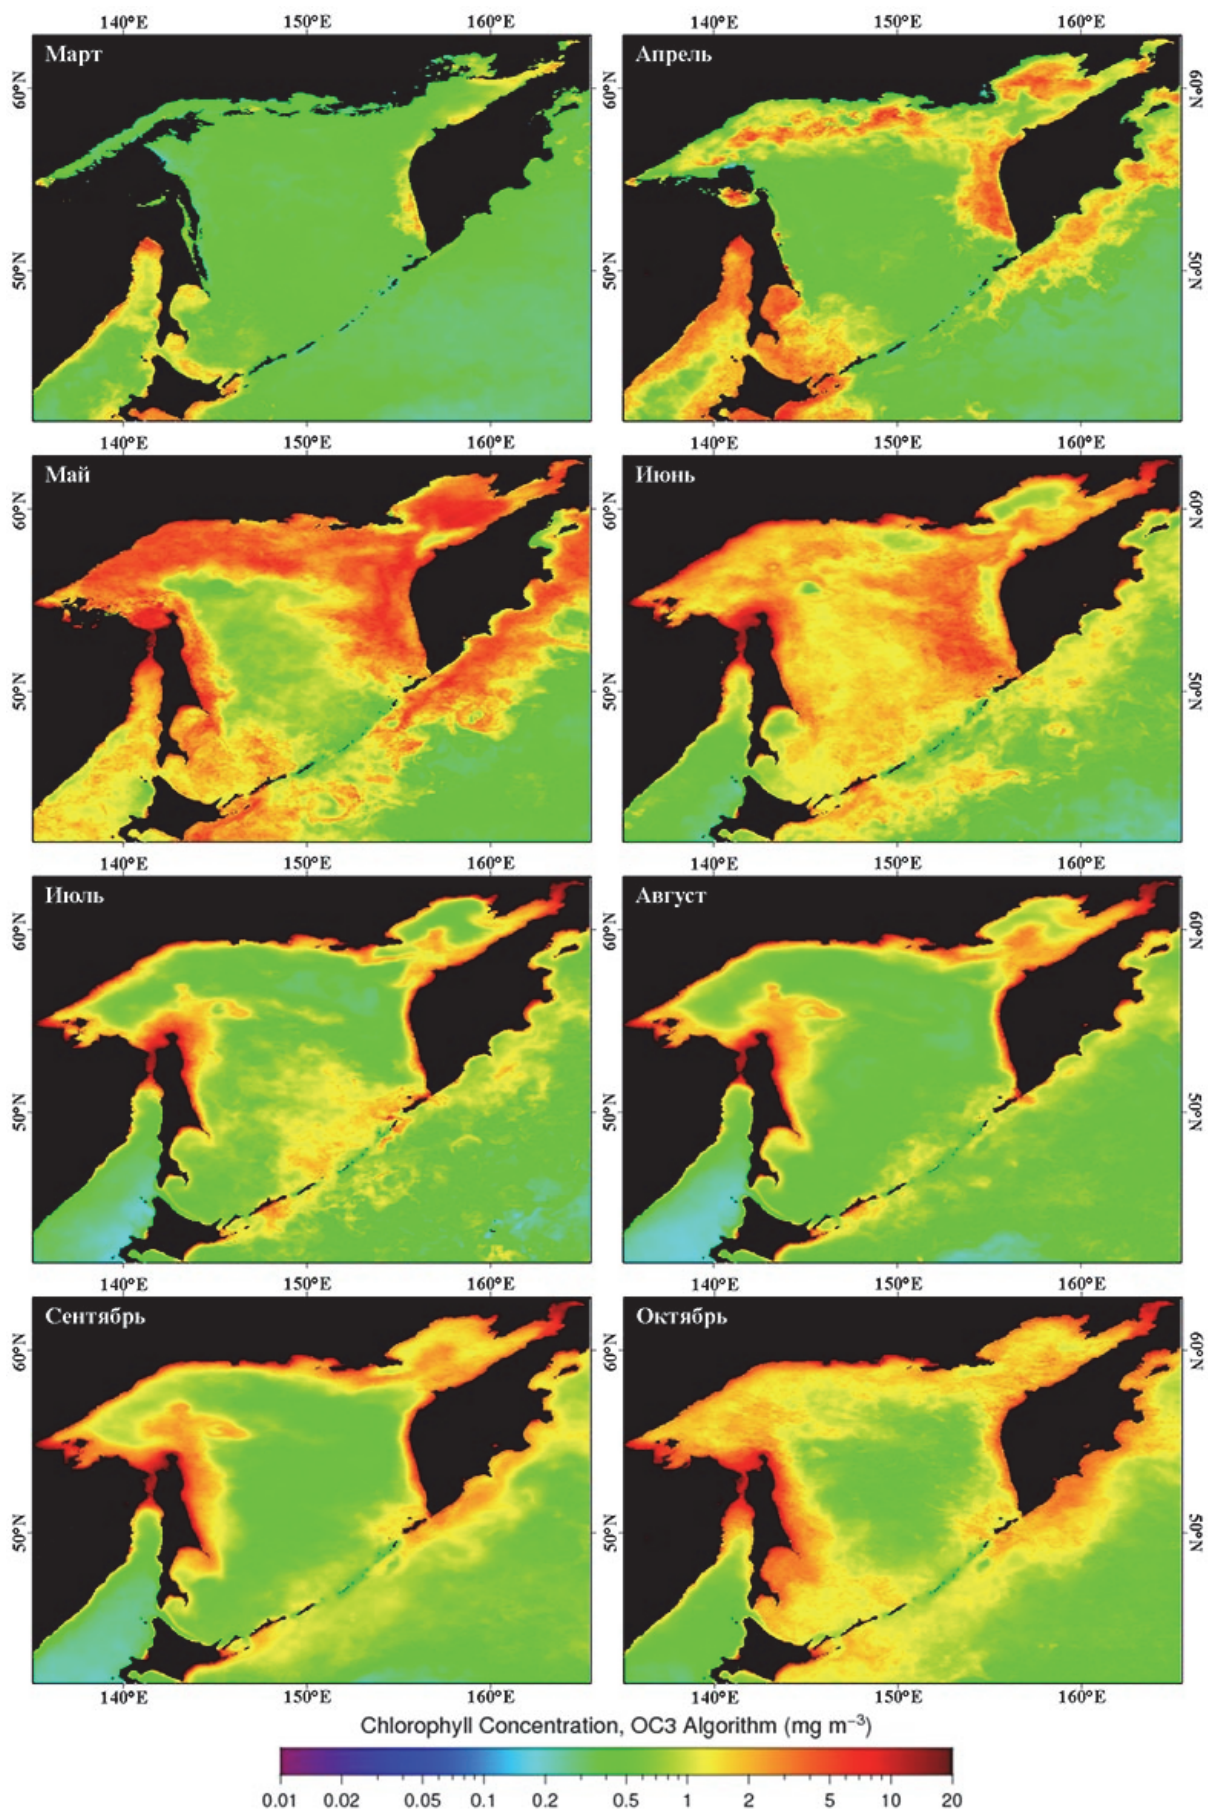 140°E 150°E 160°E 140°E 150°E 160°E
Март Апрель
60°N 60°N
50°N 50°N
140°E 150°E 160°E 140°E 150°E 160°E
Май Июнь
60°N 60°N
50°N 50°N
140°E 150°E 160°E 140°E 150°E 160°E
Июль Август
60°N 60°N
50°N 50°N
140°E 150°E 160°E 140°E 150°E 160°E
Сентябрь Октябрь
60°N 60°N
50°N 50°N
140°E 150°E 160°E 140°E 150°E 160°E
Chlorophyll Concentration, OC3 Algorithm (mg m⁻³)
0.01 0.02 0.05 0.1 0.2 0.5 1 2 5 10 20